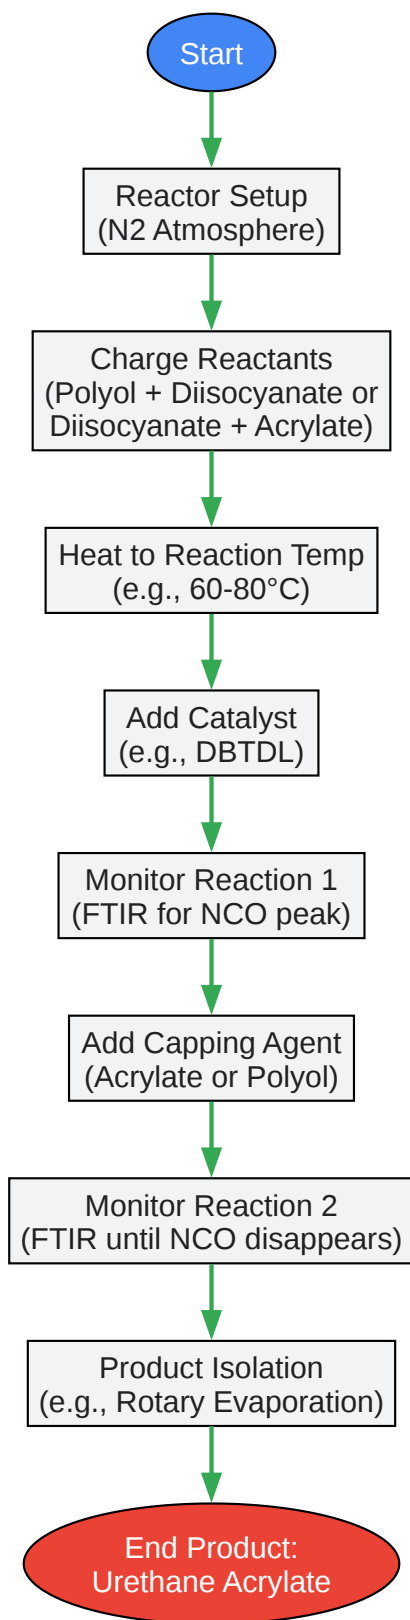 Start
Reactor Setup
(N2 Atmosphere)
Charge Reactants
(Polyol + Diisocyanate or
Diisocyanate + Acrylate)
Heat to Reaction Temp
(e.g., 60-80°C)
Add Catalyst
(e.g., DBTDL)
Monitor Reaction 1
(FTIR for NCO peak)
Add Capping Agent
(Acrylate or Polyol)
Monitor Reaction 2
(FTIR until NCO disappears)
Product Isolation
(e.g., Rotary Evaporation)
End Product:
Urethane Acrylate